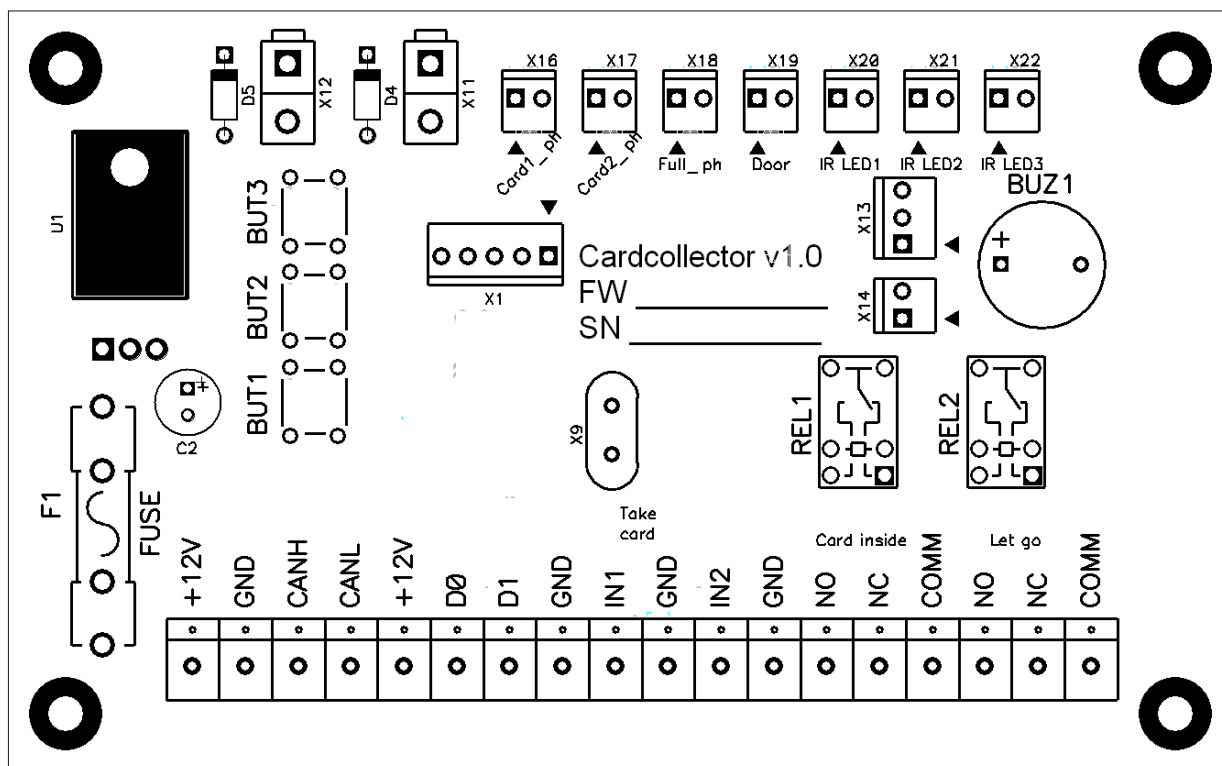 X16
X17
X18
X19
X20
X21
X22
D5
X12
D4
X11
Card1_ph
Card2_ph
Full_ph
Door
IR LED1
IR LED2
IR LED3
U1
BUT3
BUT2
BUT1
X1
Cardcollector v1.0
FW
SN
X13
X14
BUZ1
+
+
C2
F1
FUSE
X9
REL1
REL2
Take
card
Card inside
Let go
+12V
GND
CANH
CANL
+12V
D0
D1
GND
IN1
GND
IN2
GND
NO
NC
COMM
NO
NC
COMM